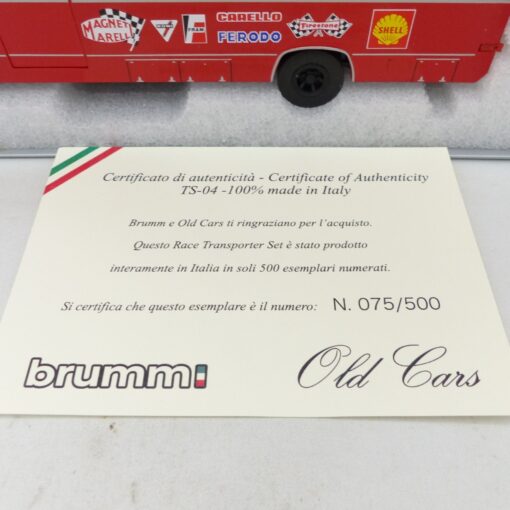 MAGNETI
MARELLI
FRAM
CARELLO
FERODO
Firestone
SHELL
Certificato di autenticità - Certificate of Authenticity
TS-04 -100% made in Italy
Brumm e Old Cars ti ringraziano per l'acquisto.
Questo Race Transporter Set è stato prodotto
interamente in Italia in soli 500 esemplari numerati.
Si certifica che questo esemplare è il numero: N. 075/500
brumm
Old Cars